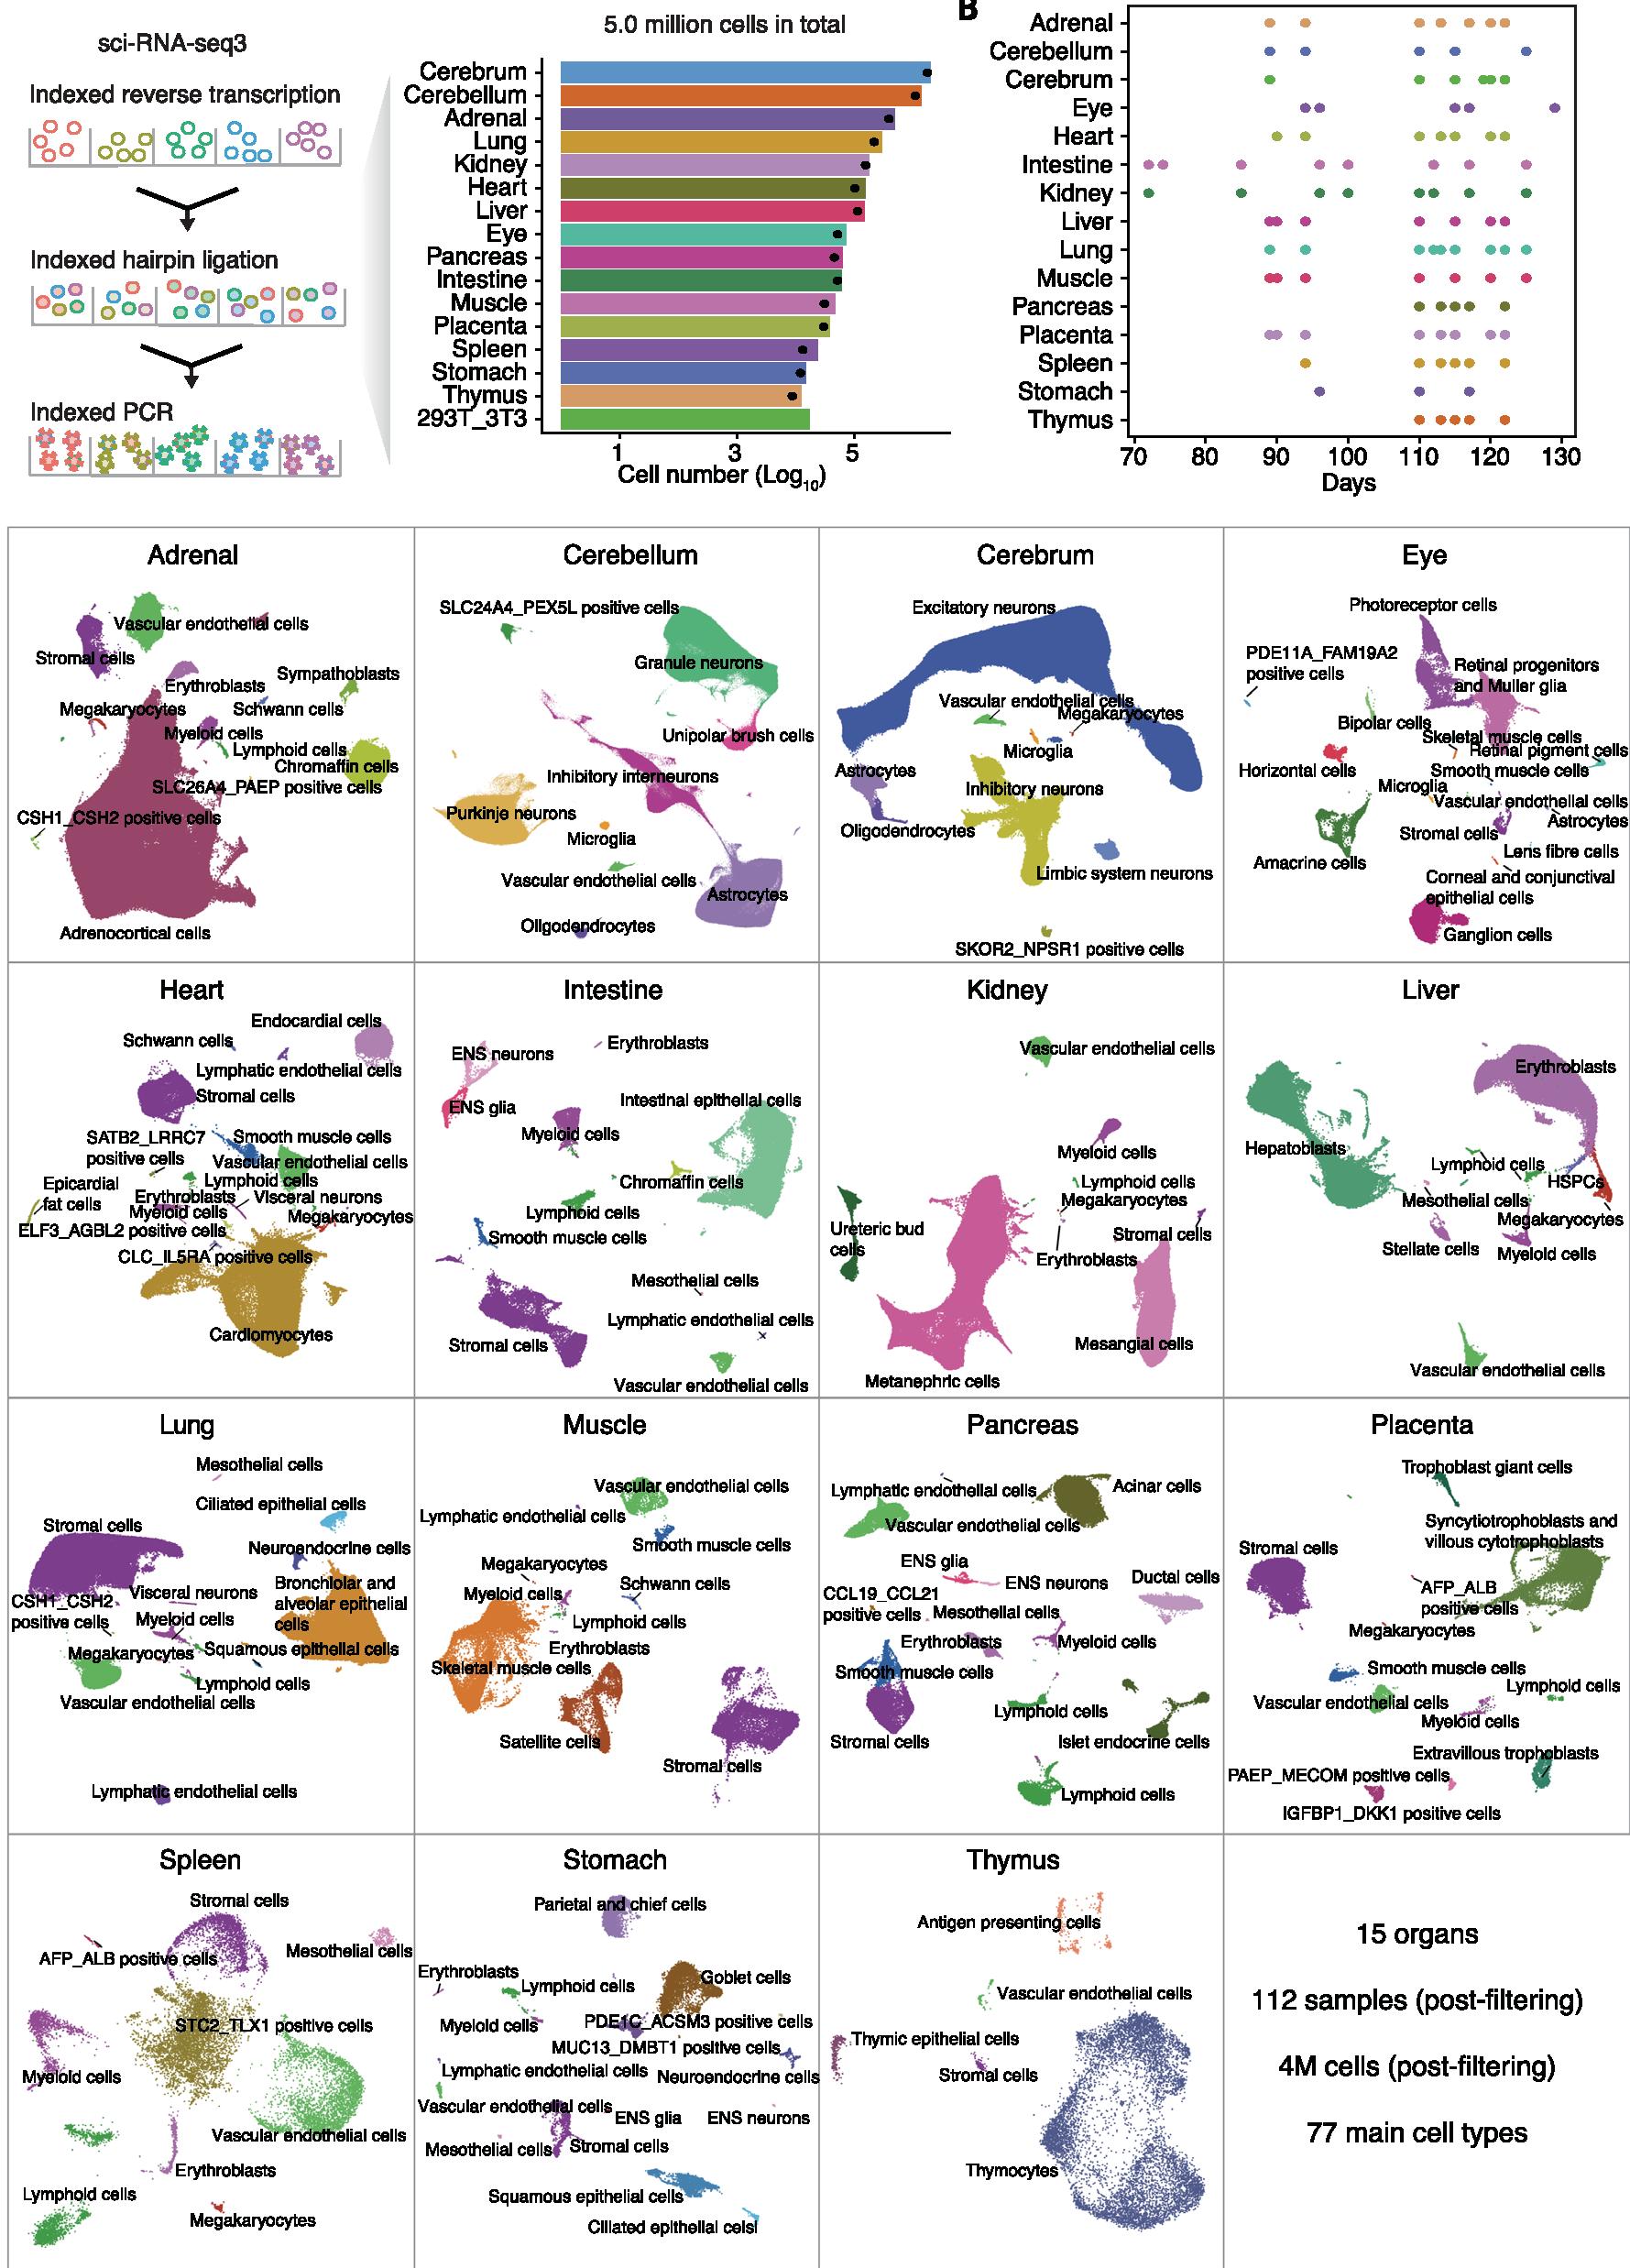 sci-RNA-seq3
Indexed reverse transcription
Indexed hairpin ligation
Indexed PCR
5.0 million cells in total
Cerebrum
Cerebellum
Adrenal
Lung
Kidney
Heart
Liver
Eye
Pancreas
Intestine
Muscle
Placenta
Spleen
Stomach
Thymus
293T_3T3
1 3 5
Cell number (Log10)
B
Adrenal
Cerebellum
Cerebrum
Eye
Heart
Intestine
Kidney
Liver
Lung
Muscle
Pancreas
Placenta
Spleen
Stomach
Thymus
70 80 90 100 110 120 130
Days
Adrenal
Vascular endothelial cells
Stromal cells
Sympathoblasts
Erythroblasts
Megakaryocytes
Schwann cells
Myeloid cells
Lymphoid cells
Chromaffin cells
SLC26A4_PAEP positive cells
CSH1_CSH2 positive cells
Adrenocortical cells
Cerebellum
SLC24A4_PEX5L positive cells
Granule neurons
Unipolar brush cells
Inhibitory interneurons
Purkinje neurons
Microglia
Vascular endothelial cells
Astrocytes
Oligodendrocytes
Cerebrum
Excitatory neurons
Vascular endothelial cells
Megakaryocytes
Microglia
Astrocytes
Inhibitory neurons
Oligodendrocytes
Limbic system neurons
SKOR2_NPSR1 positive cells
Eye
Photoreceptor cells
PDE11A_FAM19A2
positive cells
Retinal progenitors
and Muller glia
Bipolar cells
Skeletal muscle cells
Retinal pigment cells
Horizontal cells
Smooth muscle cells
Microglia
Vascular endothelial cells
Astrocytes
Stromal cells
Lens fibre cells
Amacrine cells
Corneal and conjunctival
epithelial cells
Ganglion cells
Heart
Endocardial cells
Schwann cells
Lymphatic endothelial cells
Stromal cells
SATB2_LRRC7
positive cells
Smooth muscle cells
Vascular endothelial cells
Lymphoid cells
Epicardial
fat cells
Erythroblasts
Visceral neurons
Myeloid cells
Megakaryocytes
ELF3_AGBL2 positive cells
CLC_IL5RA positive cells
Cardiomyocytes
Intestine
Erythroblasts
ENS neurons
ENS glia
Intestinal epithelial cells
Myeloid cells
Chromaffin cells
Lymphoid cells
Smooth muscle cells
Mesothelial cells
Lymphatic endothelial cells
Stromal cells
Vascular endothelial cells
Kidney
Vascular endothelial cells
Myeloid cells
Lymphoid cells
Megakaryocytes
Ureteric bud
cells
Stromal cells
Erythroblasts
Mesangial cells
Metanephric cells
Liver
Erythroblasts
Hepatoblasts
Lymphoid cells
HSPCs
Mesothelial cells
Megakaryocytes
Stellate cells
Myeloid cells
Vascular endothelial cells
Lung
Mesothelial cells
Ciliated epithelial cells
Stromal cells
Neuroendocrine cells
Bronchiolar and
alveolar epithelial
cells
CSH1_CSH2
positive cells
Visceral neurons
Myeloid cells
Megakaryocytes
Squamous epithelial cells
Lymphoid cells
Vascular endothelial cells
Lymphatic endothelial cells
Muscle
Vascular endothelial cells
Lymphatic endothelial cells
Smooth muscle cells
Megakaryocytes
Myeloid cells
Schwann cells
Lymphoid cells
Erythroblasts
Skeletal muscle cells
Satellite cells
Stromal cells
Pancreas
Lymphatic endothelial cells
Acinar cells
Vascular endothelial cells
ENS glia
ENS neurons
Ductal cells
CCL19_CCL21
positive cells
Mesothelial cells
Erythroblasts
Myeloid cells
Smooth muscle cells
Lymphoid cells
Stromal cells
Islet endocrine cells
Lymphoid cells
Placenta
Trophoblast giant cells
Syncytiotrophoblasts and
villous cytotrophoblasts
Stromal cells
AFP_ALB
positive cells
Megakaryocytes
Smooth muscle cells
Lymphoid cells
Vascular endothelial cells
Myeloid cells
Extravillous trophoblasts
PAEP_MECOM positive cells
IGFBP1_DKK1 positive cells
Spleen
Stromal cells
AFP_ALB positive cells
Mesothelial cells
STC2_TLX1 positive cells
Myeloid cells
Vascular endothelial cells
Erythroblasts
Lymphoid cells
Megakaryocytes
Stomach
Parietal and chief cells
Erythroblasts
Lymphoid cells
Goblet cells
Myeloid cells
PDE1C_ACSM3 positive cells
MUC13_DMBT1 positive cells
Lymphatic endothelial cells
Neuroendocrine cells
Vascular endothelial cells
ENS glia
ENS neurons
Mesothelial cells
Stromal cells
Squamous epithelial cells
Ciliated epithelial celsl
Thymus
Antigen presenting cells
Vascular endothelial cells
Thymic epithelial cells
Stromal cells
Thymocytes
15 organs
112 samples (post-filtering)
4M cells (post-filtering)
77 main cell types